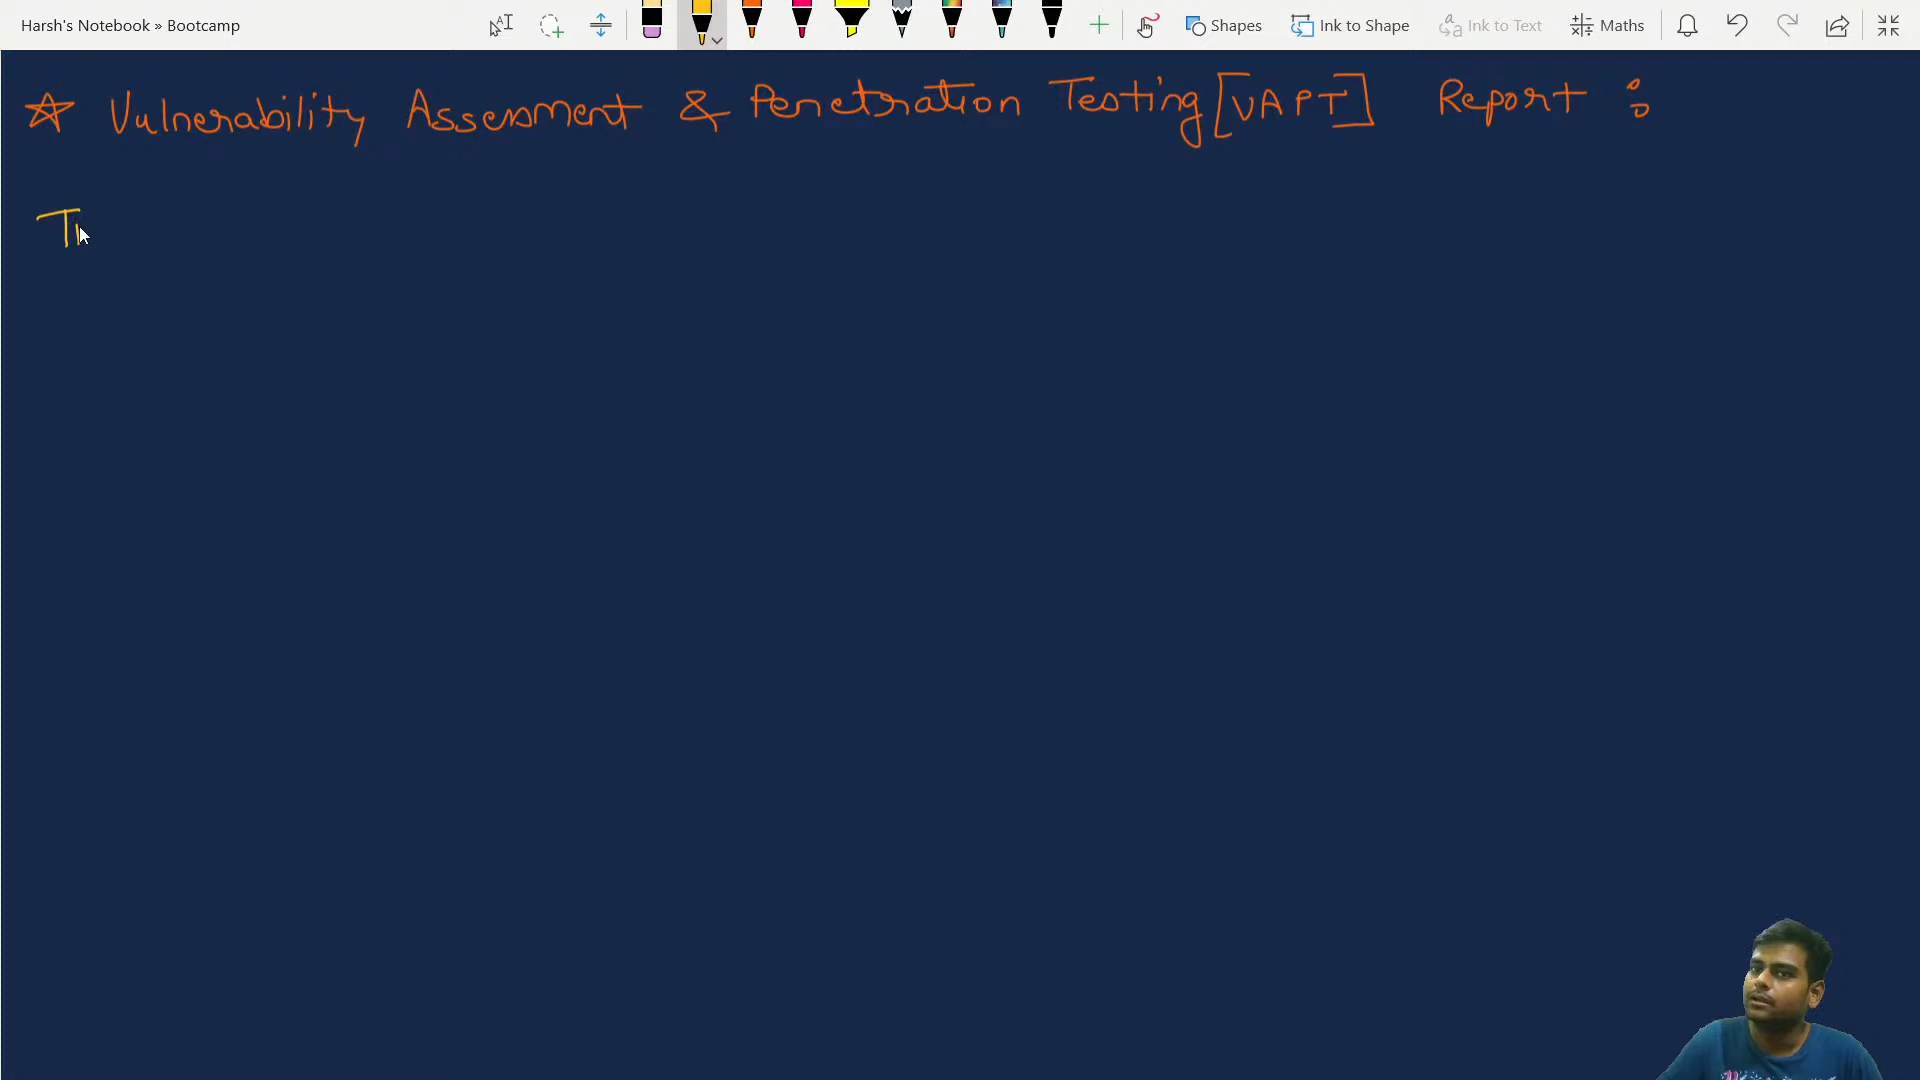 Harsh's Notebook » Bootcamp Shapes Ink to Shape Ink to Text Maths
☆ Vulnerability Assessment & Penetration Testing [VAPT] Report :